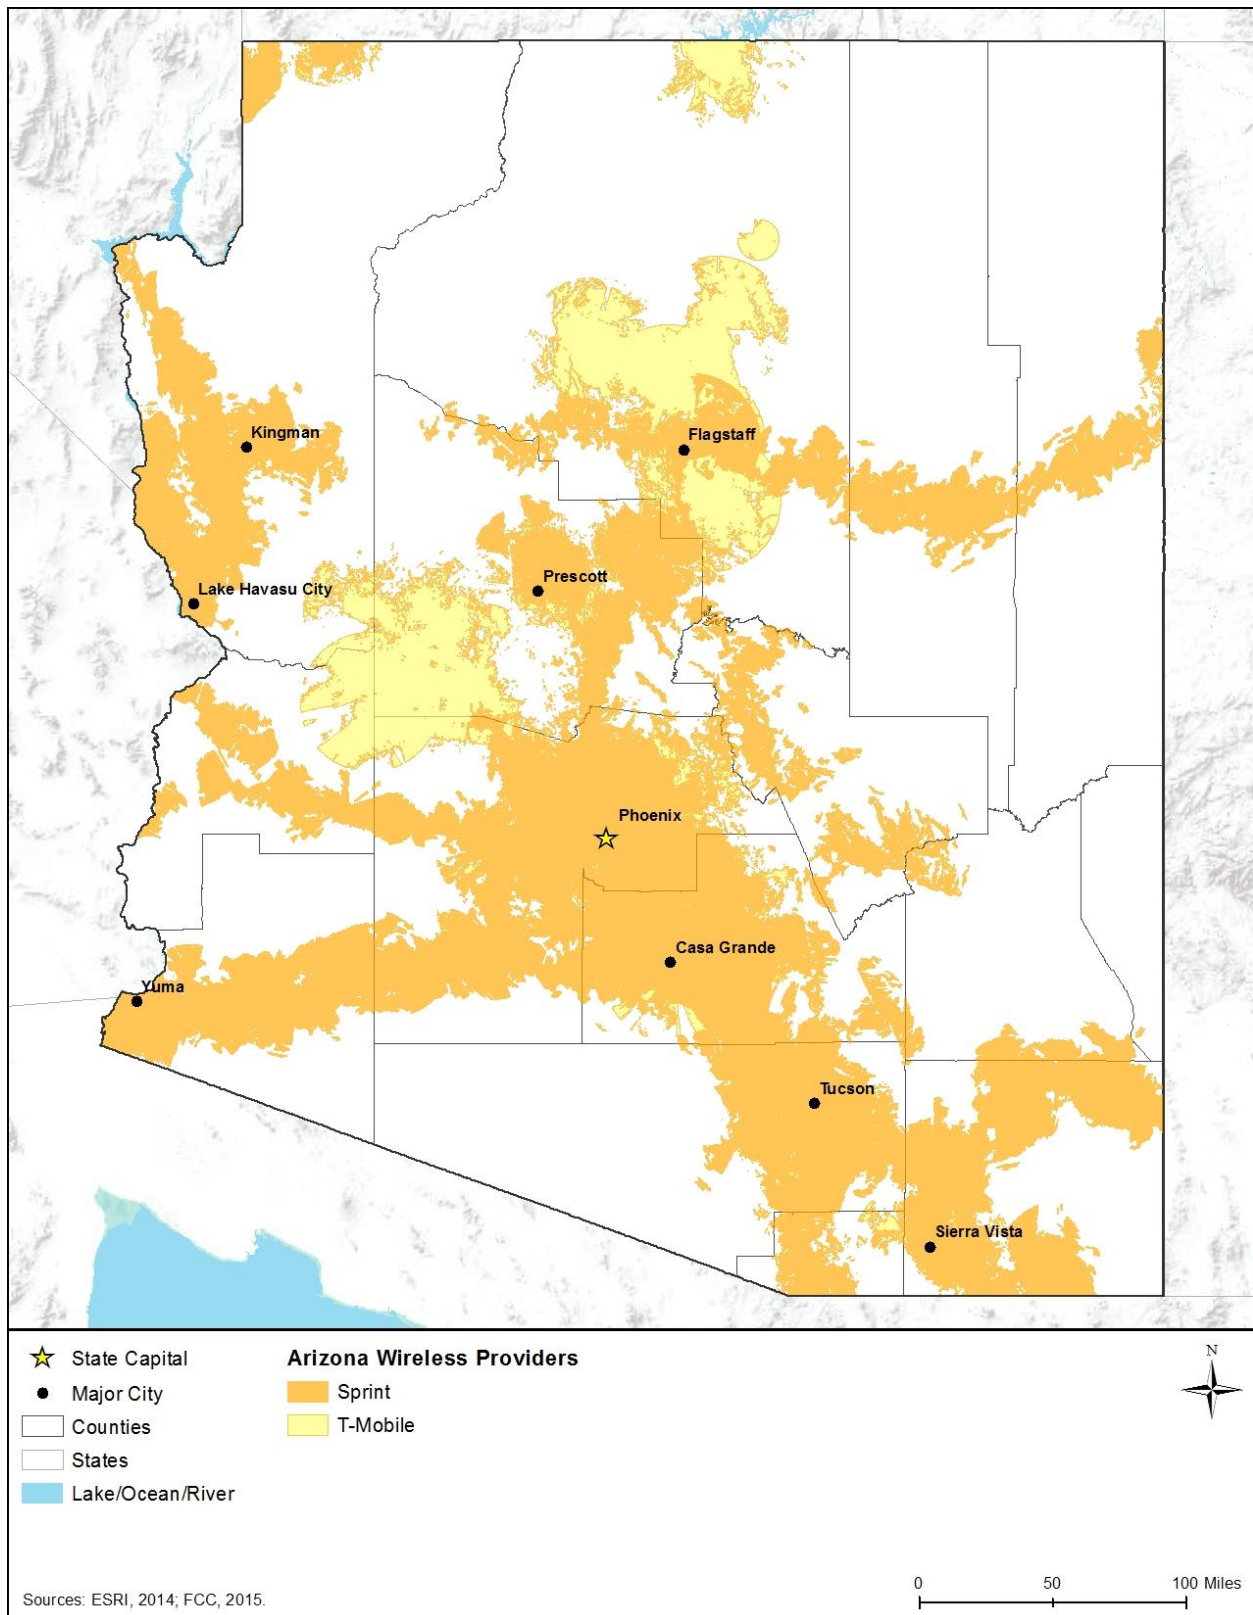 Kingman
Flagstaff
Prescott
Lake Havasu City
Phoenix
Casa Grande
Yuma
Tucson
Sierra Vista
State Capital
Major City
Counties
States
Lake/Ocean/River
Arizona Wireless Providers
Sprint
T-Mobile
N
0 50 100 Miles
Sources: ESRI, 2014; FCC, 2015.